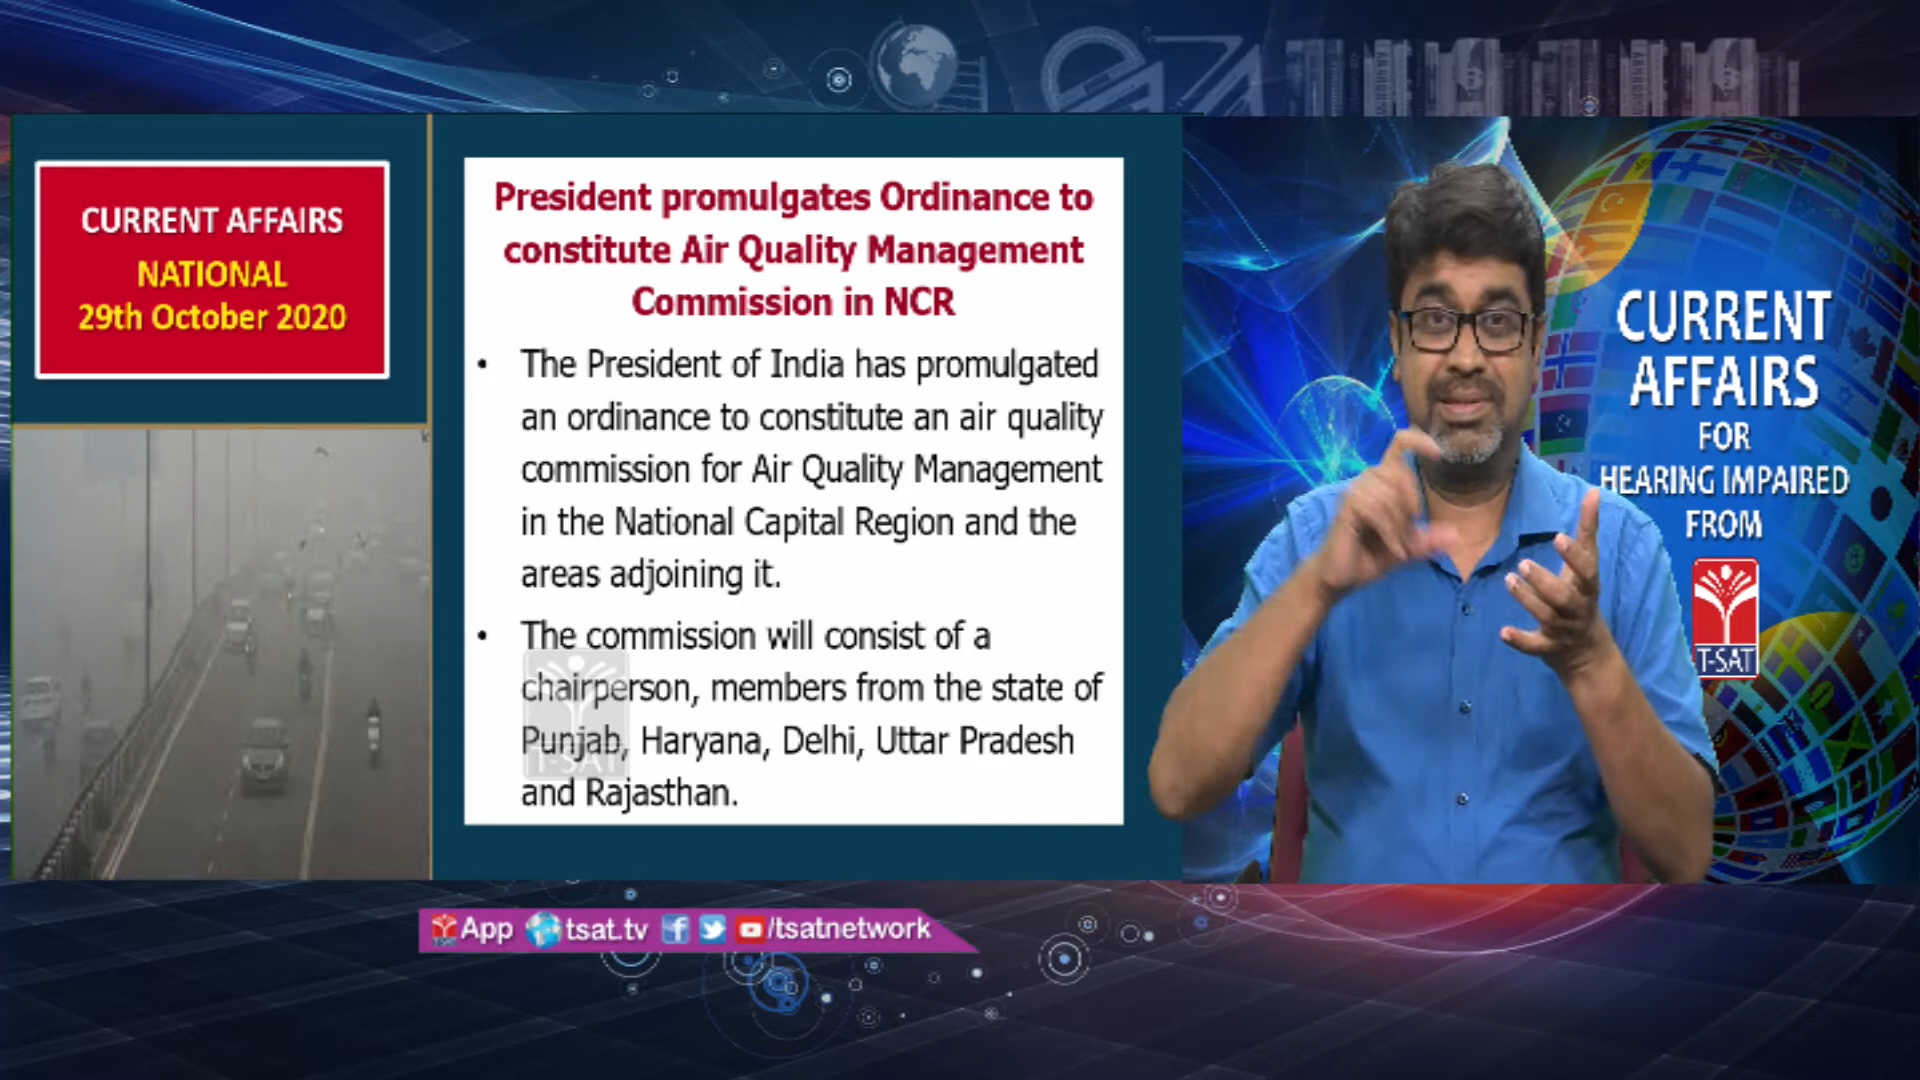 CURRENT AFFAIRS
NATIONAL
29th October 2020
President promulgates Ordinance to
constitute Air Quality Management
Commission in NCR
• The President of India has promulgated
an ordinance to constitute an air quality
commission for Air Quality Management
in the National Capital Region and the
areas adjoining it.
• The commission will consist of a
chairperson, members from the state of
Punjab, Haryana, Delhi, Uttar Pradesh
and Rajasthan.
T-SAT
CURRENT
AFFAIRS
FOR
HEARING IMPAIRED
FROM
T-SAT
App tsat.tv /tsatnetwork